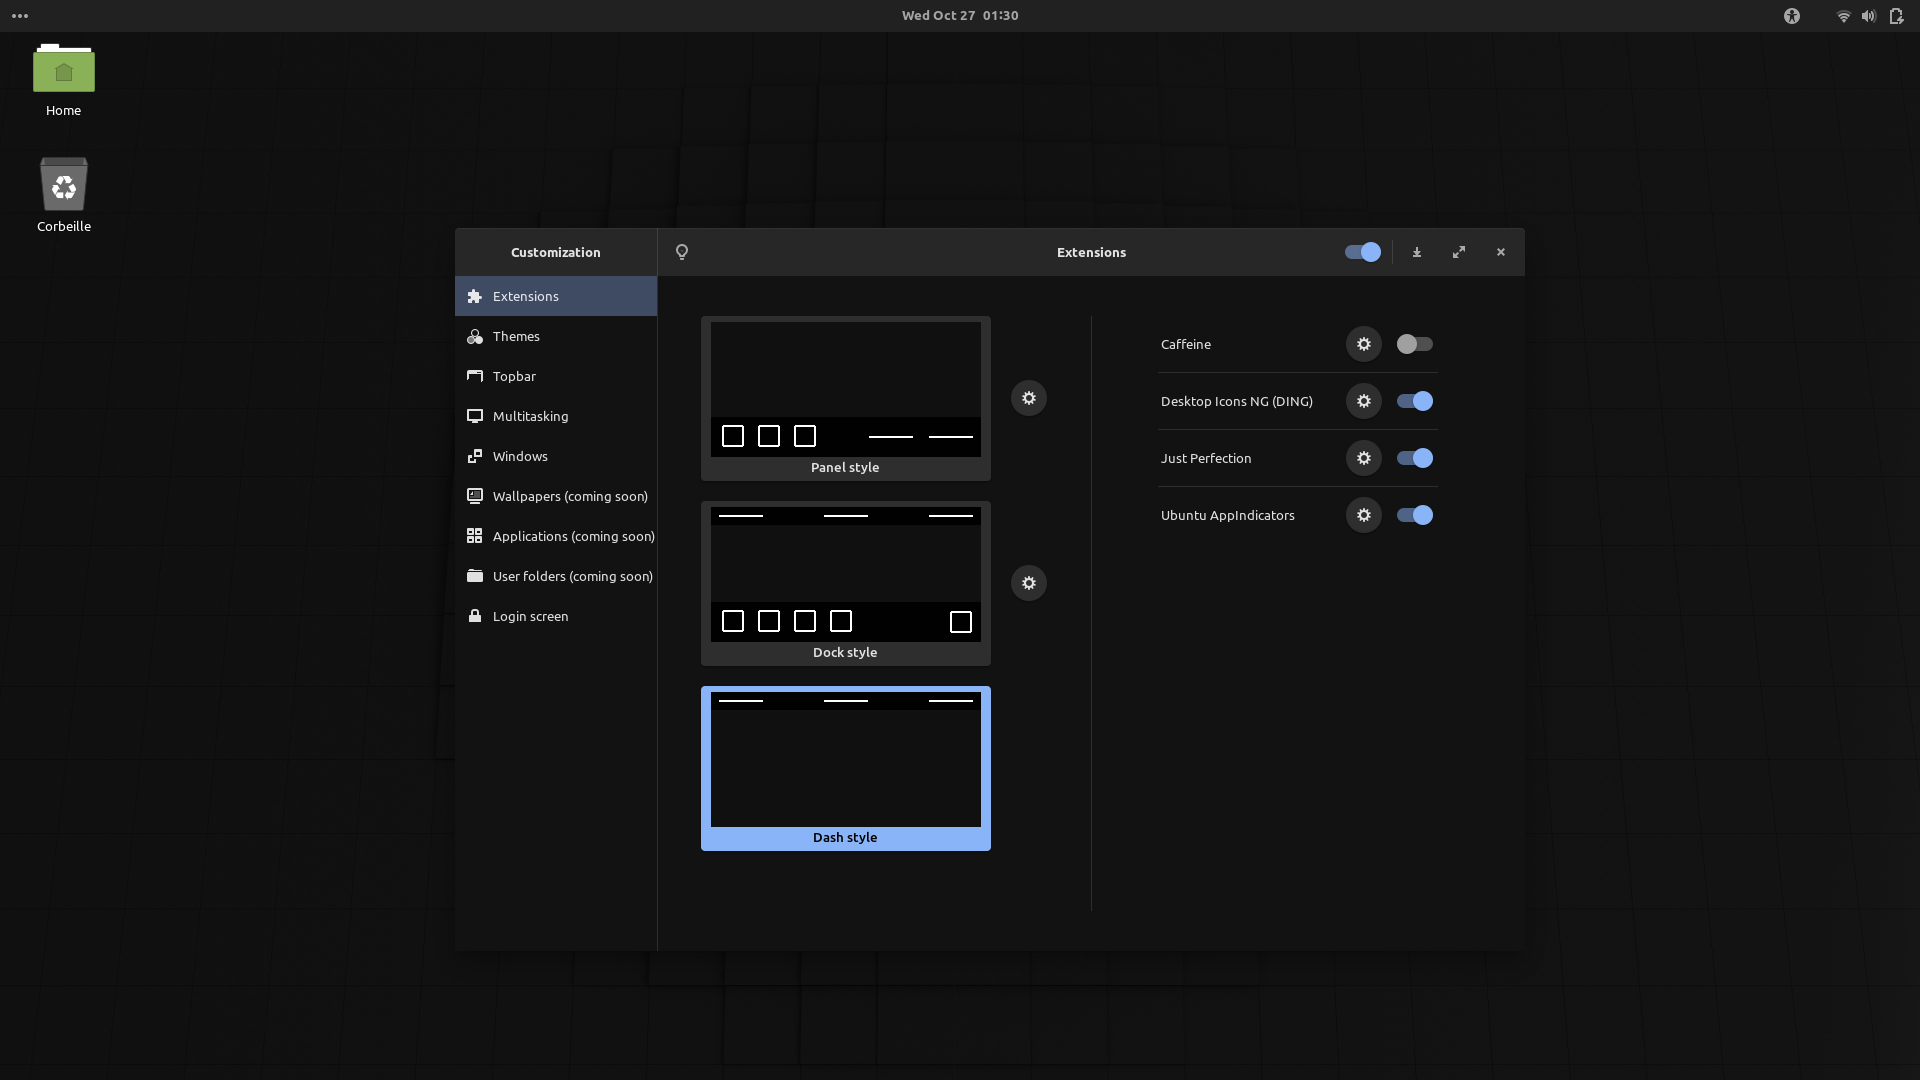 Wed Oct 27 01:30
Home
Corbeille
Customization
Extensions
Extensions
Themes
Topbar
Multitasking
Windows
Wallpapers (coming soon)
Applications (coming soon)
User folders (coming soon)
Login screen
Panel style
Dock style
Dash style
Caffeine
Desktop Icons NG (DING)
Just Perfection
Ubuntu AppIndicators